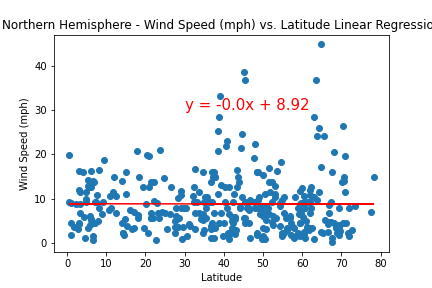 Northern Hemisphere - Wind Speed (mph) vs. Latitude Linear Regressio
y = -0.0x + 8.92
Wind Speed (mph)
40
30
20
10
0
0 10 20 30 40 50 60 70 80
Latitude